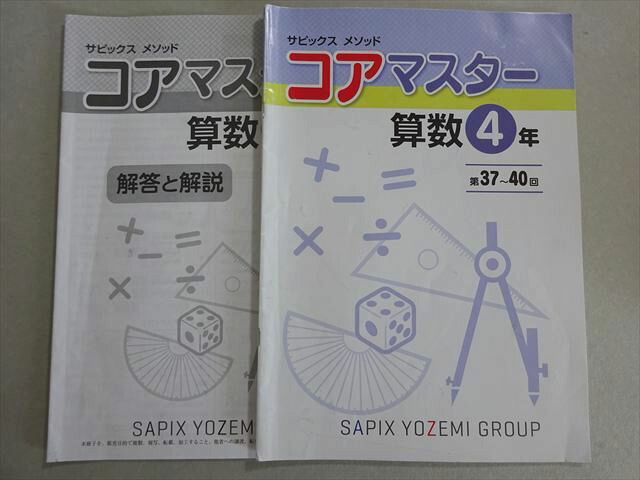 サピックス メソッド
コアマス
算数
解答と解説
SAPIX YOZEM
サピックス メソッド
コアマスター
算数4年
第37~40回
SAPIX YOZEMI GROUP